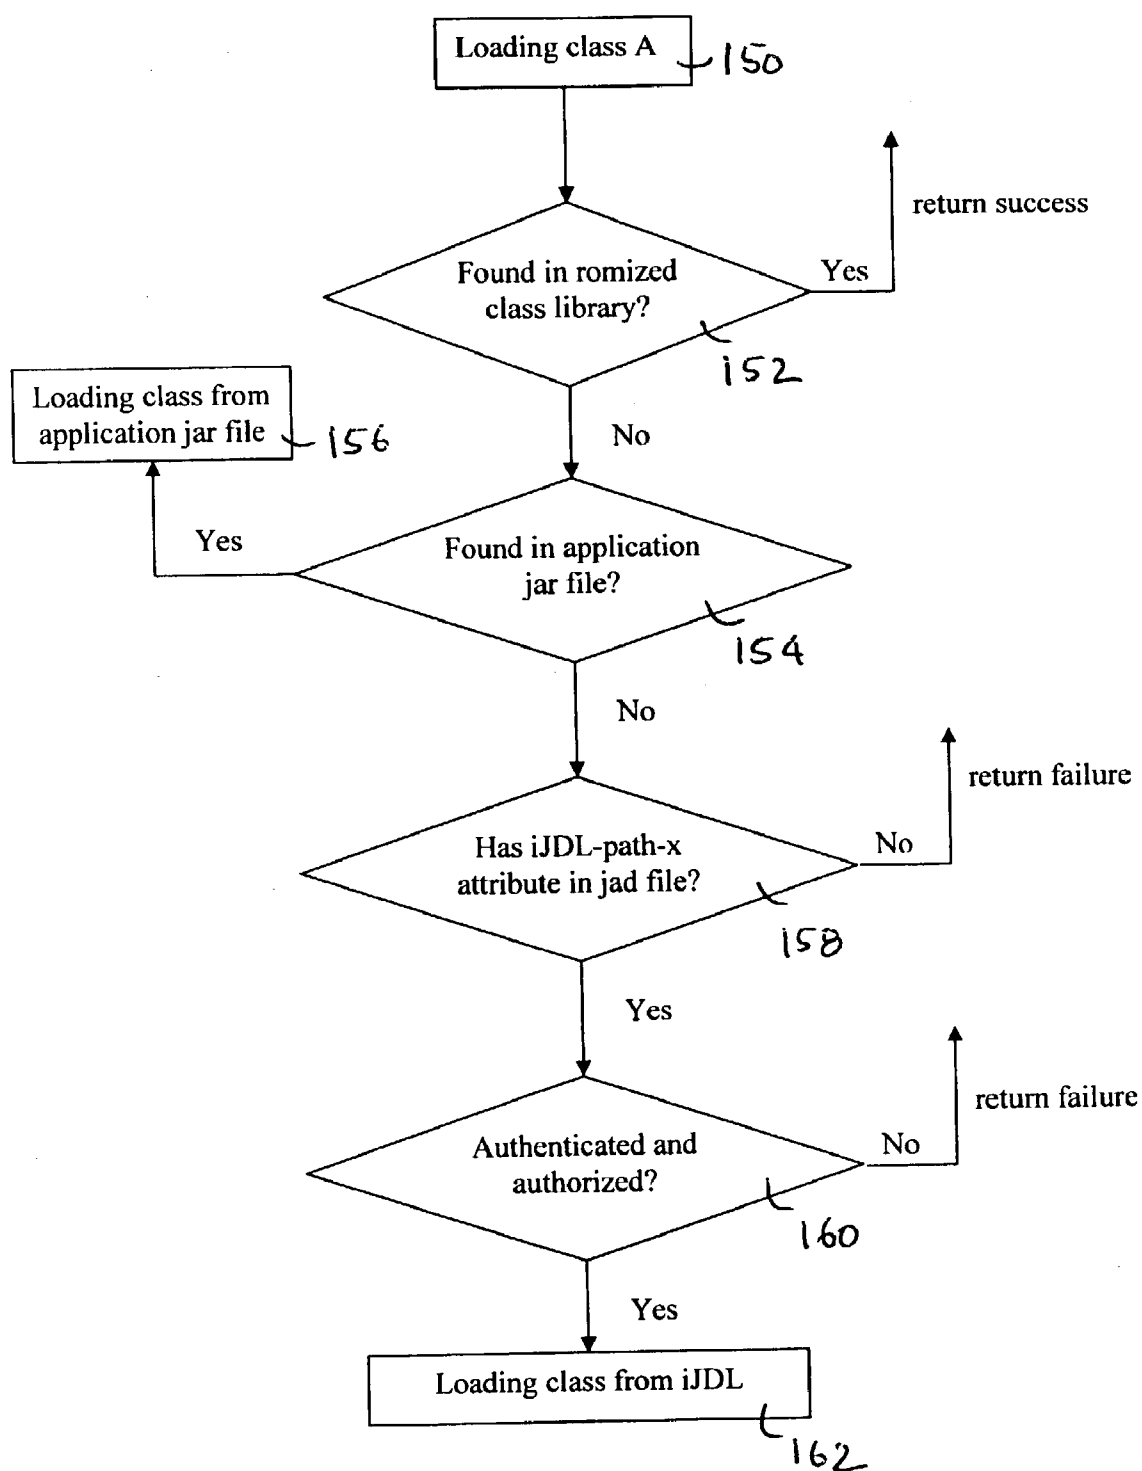 Loading class A
150
return success
Found in romized
class library?
Yes
152
Loading class from
application jar file
156
No
Yes
Found in application
jar file?
154
No
return failure
Has iJDL-path-x
attribute in jad file?
No
158
Yes
return failure
Authenticated and
authorized?
No
160
Yes
Loading class from iJDL
162